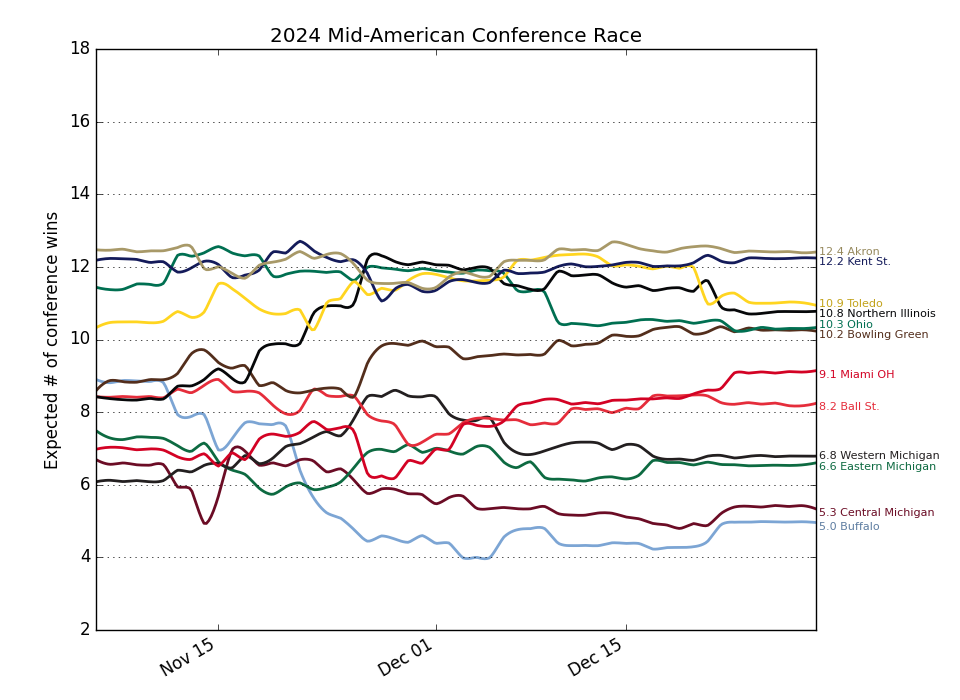 2024 Mid-American Conference Race
Expected # of conference wins
18
16
14
12
10
8
6
4
2
Nov 15
Dec 01
Dec 15
12.4 Akron
12.2 Kent St.
10.9 Toledo
10.8 Northern Illinois
10.3 Ohio
10.2 Bowling Green
9.1 Miami OH
8.2 Ball St.
6.8 Western Michigan
6.6 Eastern Michigan
5.3 Central Michigan
5.0 Buffalo